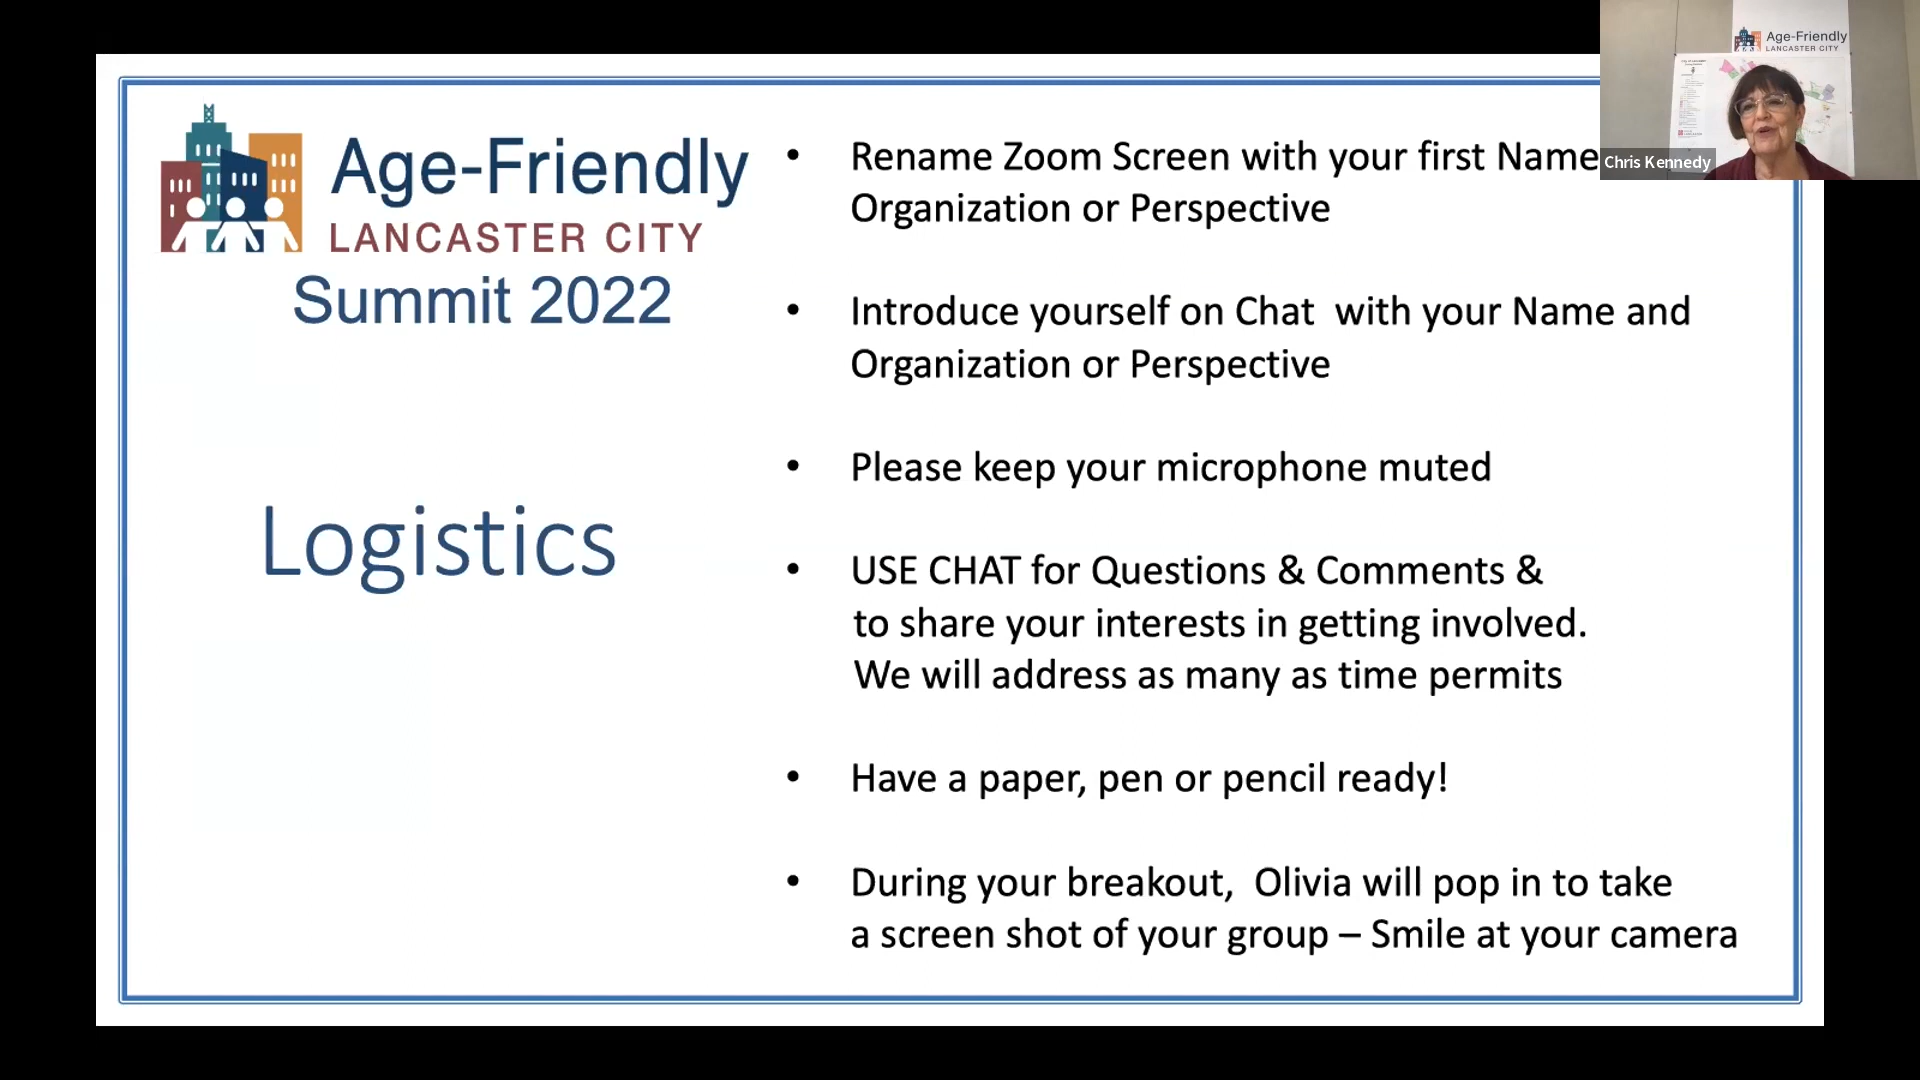 Age-Friendly
LANCASTER CITY
Summit 2022
Logistics
• Rename Zoom Screen with your first Name
Organization or Perspective
• Introduce yourself on Chat with your Name and
Organization or Perspective
• Please keep your microphone muted
• USE CHAT for Questions & Comments &
to share your interests in getting involved.
We will address as many as time permits
• Have a paper, pen or pencil ready!
• During your breakout, Olivia will pop in to take
a screen shot of your group – Smile at your camera
Age-Friendly
LANCASTER CITY
Chris Kennedy